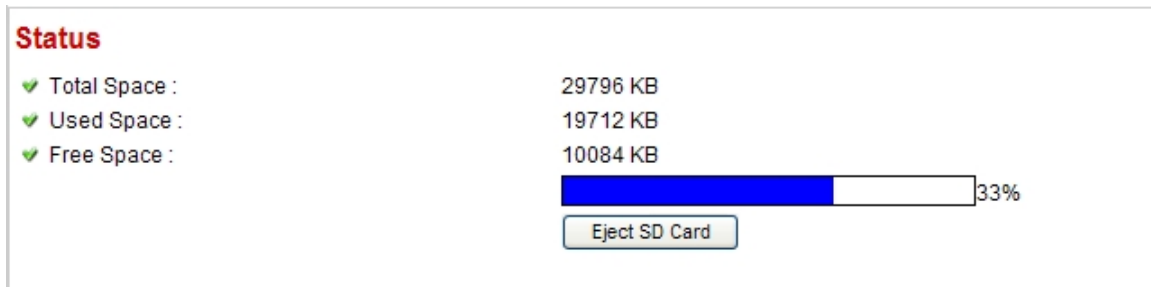 Status
Total Space : 29796 KB
Used Space : 19712 KB
Free Space : 10084 KB
33%
Eject SD Card